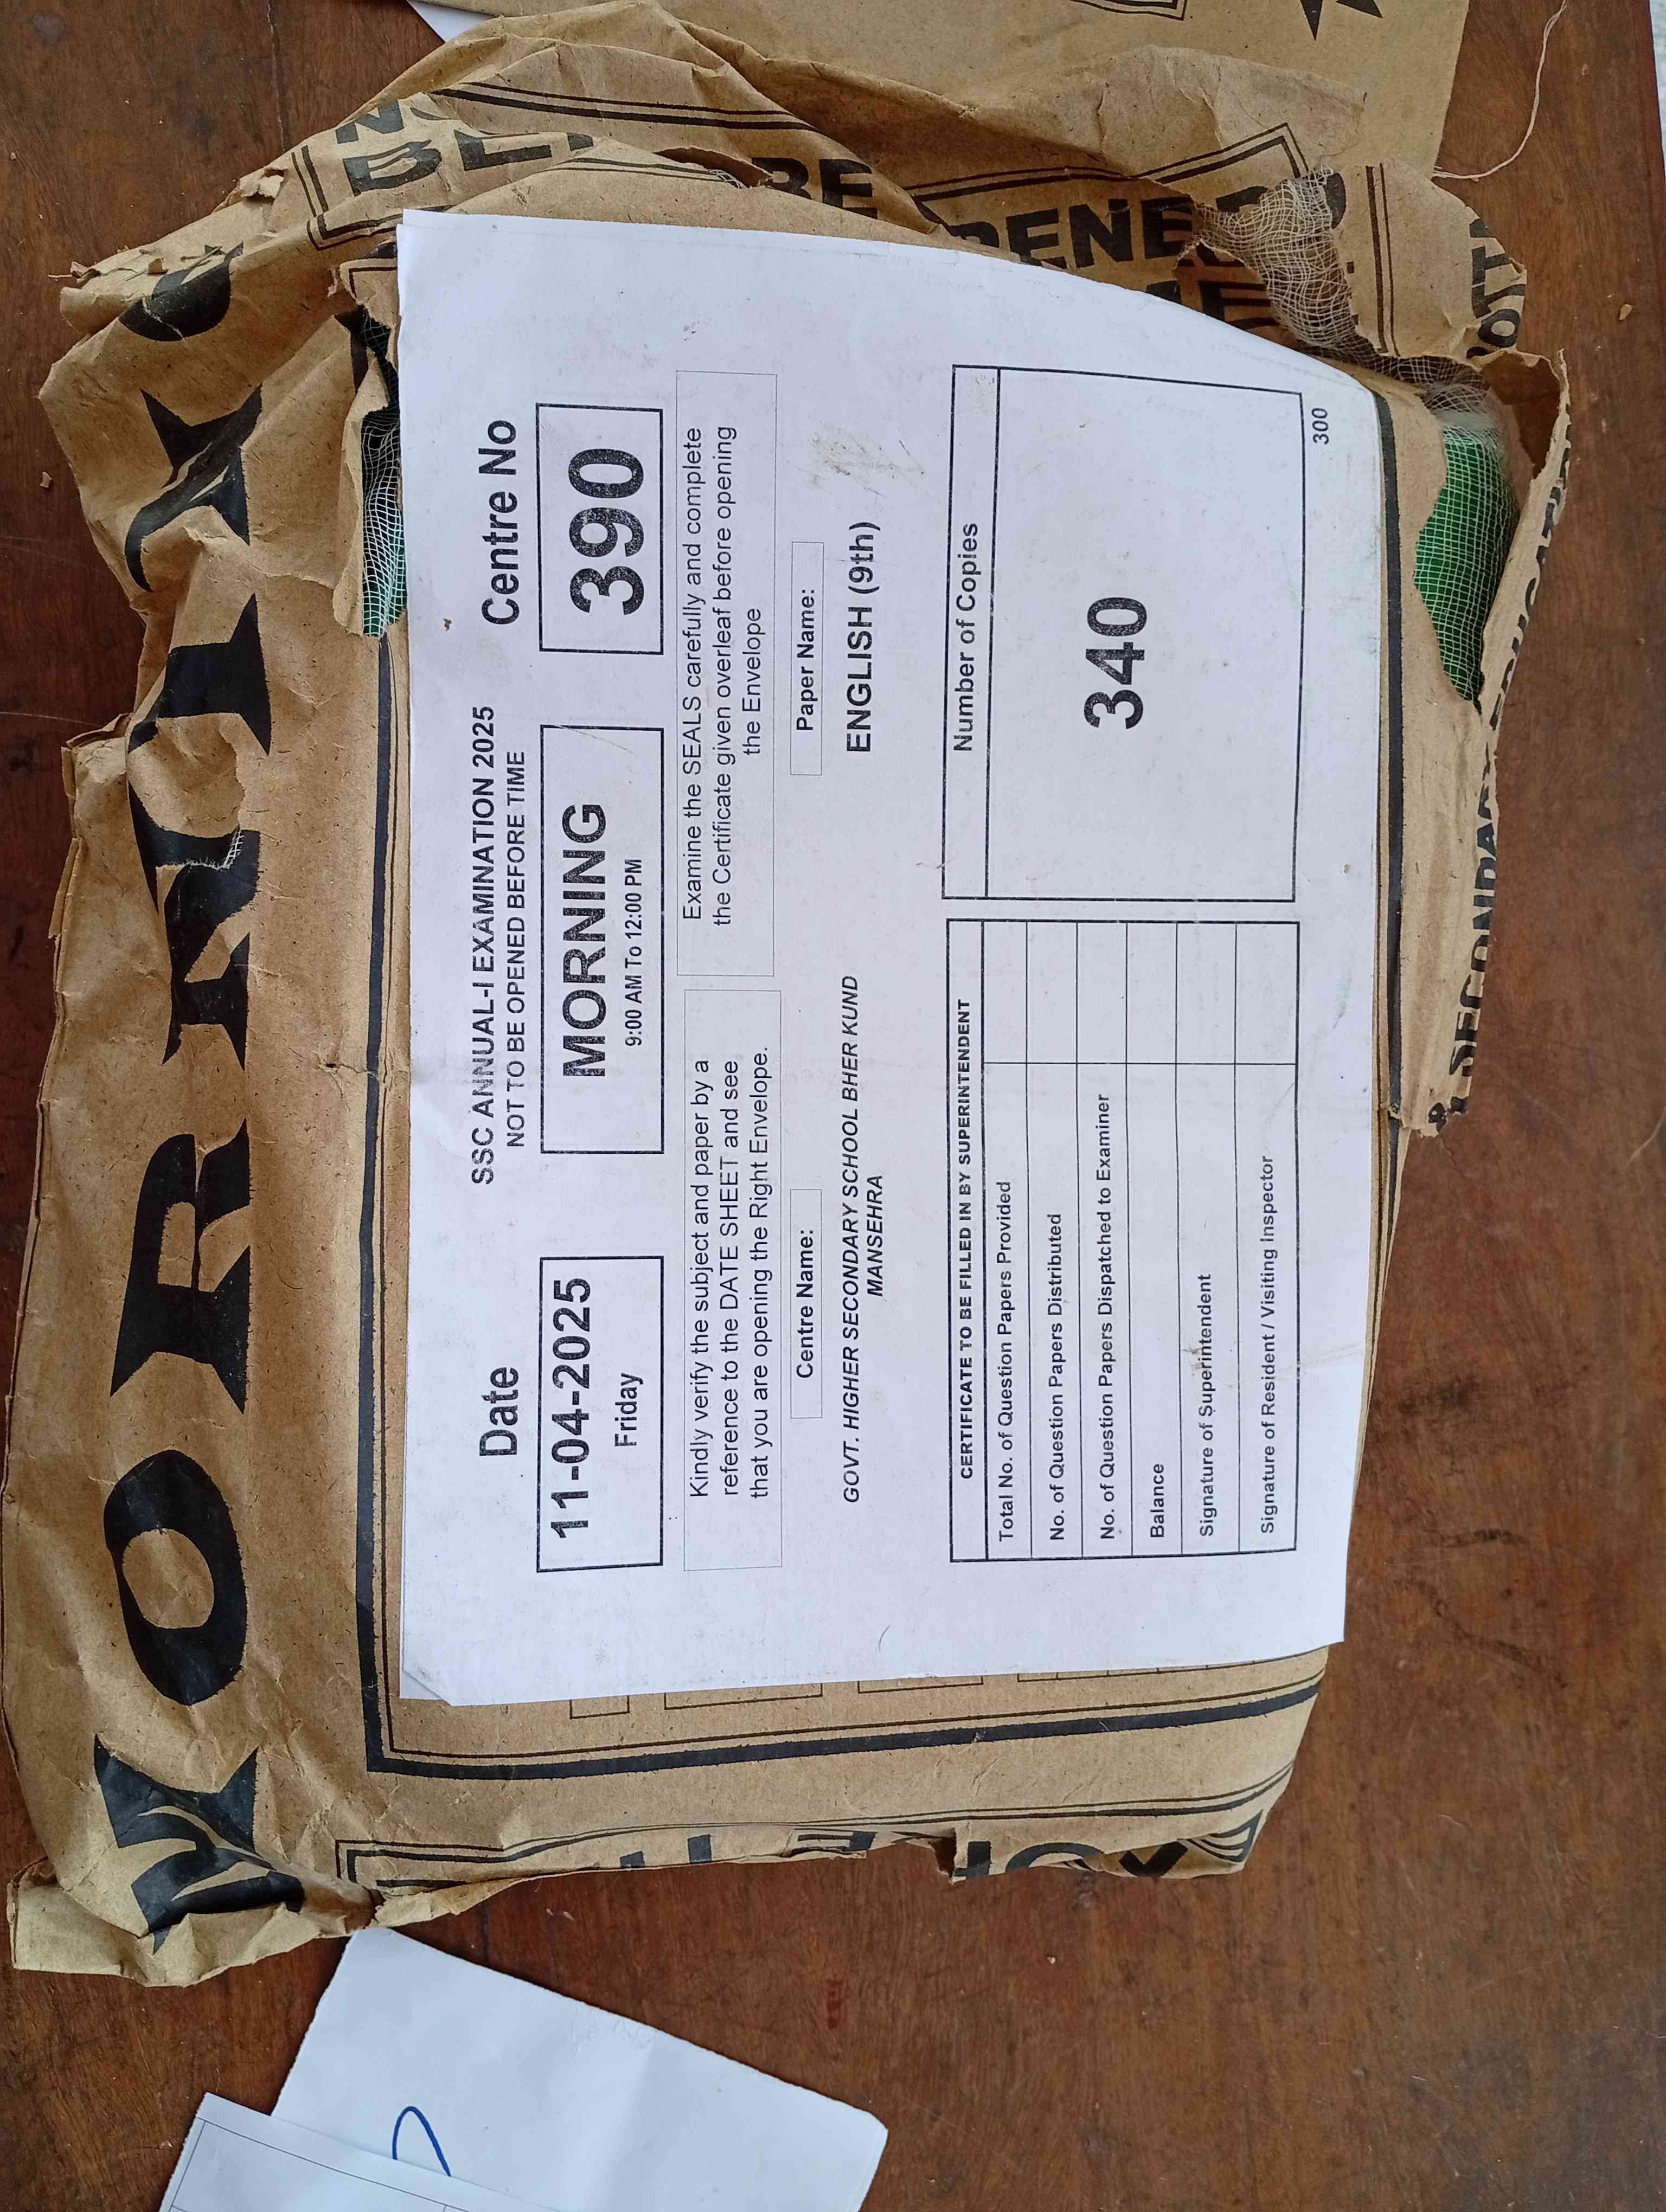 MORNING
SSC ANNUAL-I EXAMINATION 2025
NOT TO BE OPENED BEFORE TIME
Date
Centre No
11-04-2025
Friday
MORNING
9:00 AM To 12:00 PM
390
Kindly verify the subject and paper by a
reference to the DATE SHEET and see
that you are opening the Right Envelope.
Examine the SEALS carefully and complete
the Certificate given overleaf before opening
the Envelope
Centre Name:
GOVT. HIGHER SECONDARY SCHOOL BHER KUND
MANSEHRA
Paper Name:
ENGLISH (9th)
CERTIFICATE TO BE FILLED IN BY SUPERINTENDENT
Total No. of Question Papers Provided
No. of Question Papers Distributed
No. of Question Papers Dispatched to Examiner
Balance
Signature of Superintendent
Signature of Resident / Visiting Inspector
Number of Copies
340
300